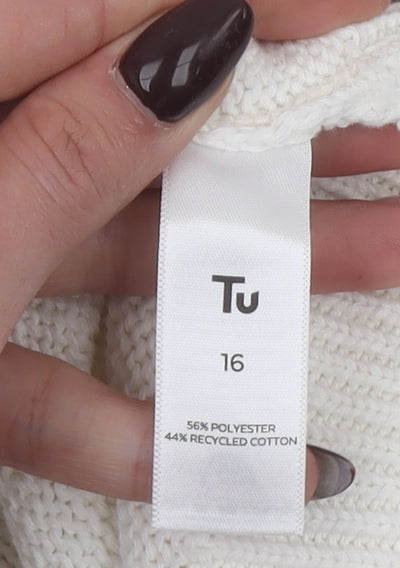 Tu
16
56% POLYESTER
44% RECYCLED COTTON